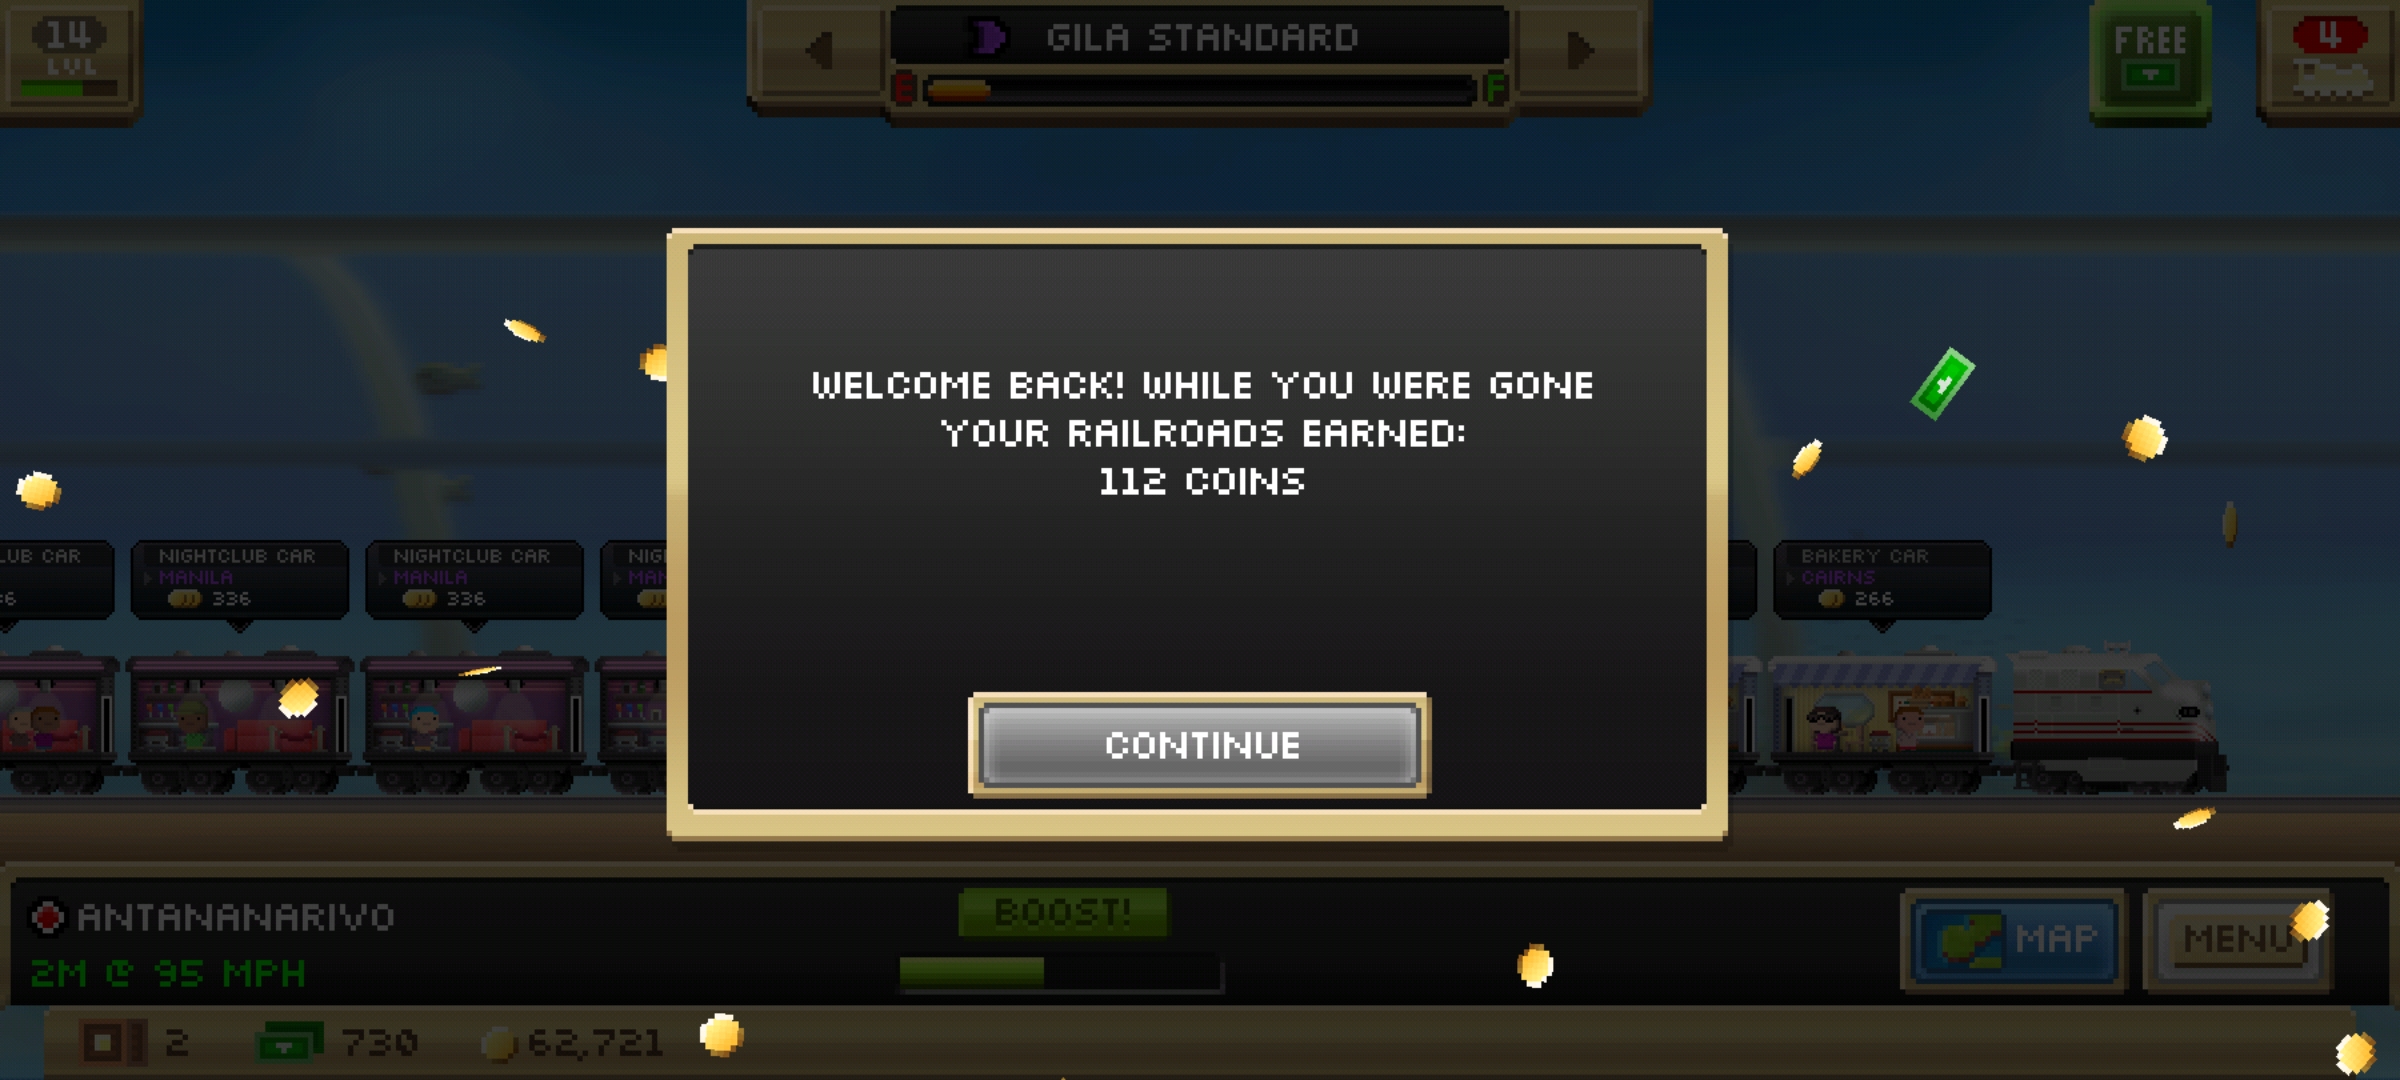 14
LVL
GILA STANDARD
E
F
FREE
4
WELCOME BACK! WHILE YOU WERE GONE
YOUR RAILROADS EARNED:
112 COINS
LUB CAR
NIGHTCLUB CAR
MANILA
336
NIGHTCLUB CAR
MANILA
336
BAKERY CAR
CAIRNS
266
CONTINUE
ANTANANARIVO
2M @ 95 MPH
BOOST!
MAP
MENU
2
730
62,721